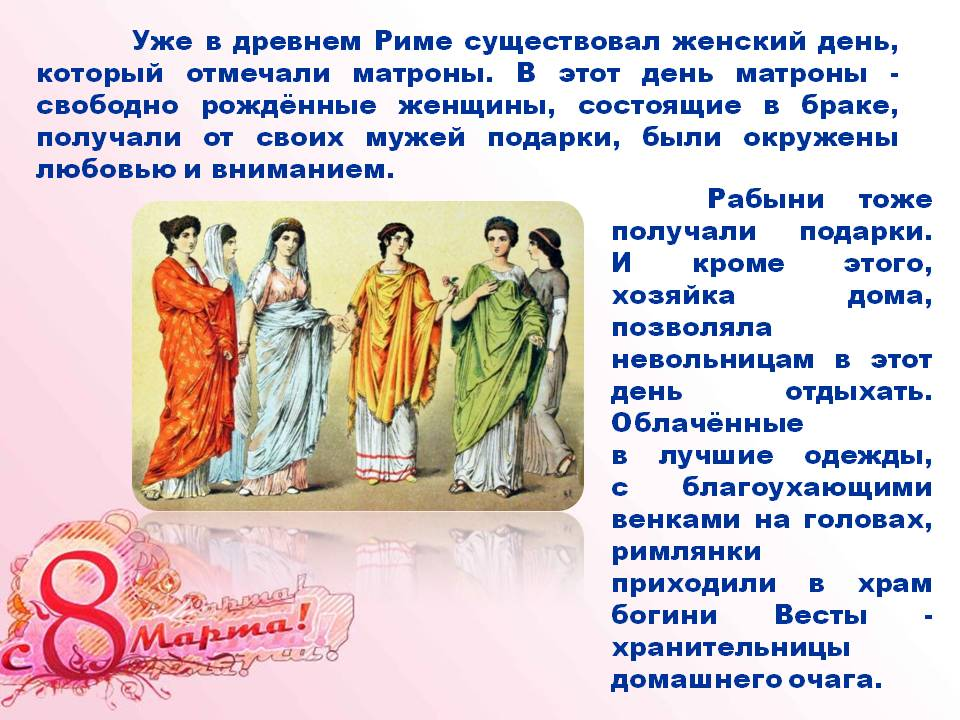 Уже в древнем Риме существовал женский день,
который отмечали матроны. В этот день матроны -
свободно рождённые женщины, состоящие в браке,
получали от своих мужей подарки, были окружены
любовью и вниманием.
Рабыни тоже
получали подарки.
И кроме этого,
хозяйка дома,
позволяла
невольницам в этот
день отдыхать.
Облачённые
в лучшие одежды,
с благоухающими
венками на головах,
римлянки
приходили в храм
богини Весты -
хранительницы
домашнего очага.
с 8 Марта!